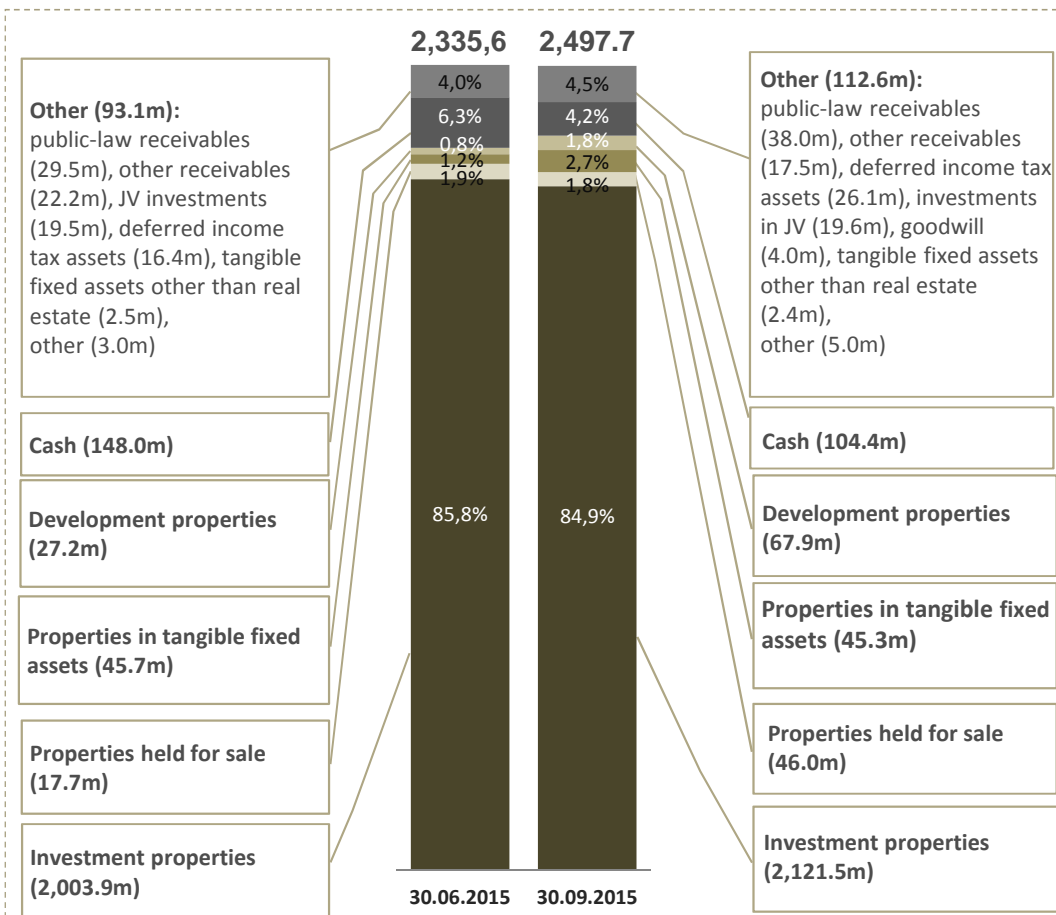 2,335,6
2,497.7
Other (93.1m):
public-law receivables
(29.5m), other receivables
(22.2m), JV investments
(19.5m), deferred income
tax assets (16.4m), tangible
fixed assets other than real
estate (2.5m),
other (3.0m)
Cash (148.0m)
Development properties
(27.2m)
Properties in tangible fixed
assets (45.7m)
Properties held for sale
(17.7m)
Investment properties
(2,003.9m)
4,0%
6,3%
0,8%
1,2%
1,9%
85,8%
30.06.2015
4,5%
4,2%
1,8%
2,7%
1,8%
84,9%
30.09.2015
Other (112.6m):
public-law receivables
(38.0m), other receivables
(17.5m), deferred income tax
assets (26.1m), investments
in JV (19.6m), goodwill
(4.0m), tangible fixed assets
other than real estate
(2.4m),
other (5.0m)
Cash (104.4m)
Development properties
(67.9m)
Properties in tangible fixed
assets (45.3m)
Properties held for sale
(46.0m)
Investment properties
(2,121.5m)